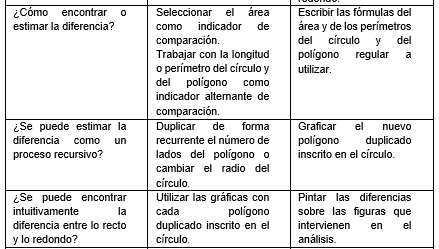 redondo.
¿Cómo encontrar o
estimar la diferencia?
Seleccionar el área
como indicador de
comparación.
Trabajar con la longitud
o perímetro del círculo y
del polígono como
indicador alternante de
comparación.
Escribir las fórmulas del
área y de los perímetros
del círculo y del
polígono regular a
utilizar.
¿Se puede estimar la
diferencia como un
proceso recursivo?
Duplicar de forma
recurrente el número de
lados del polígono o
cambiar el radio del
círculo.
Graficar el nuevo
polígono duplicado
inscrito en el círculo.
¿Se puede encontrar
intuitivamente la
diferencia entre lo recto
y lo redondo?
Utilizar las gráficas con
cada polígono
duplicado inscrito en el
círculo.
Pintar las diferencias
sobre las figuras que
intervienen en el
análisis.